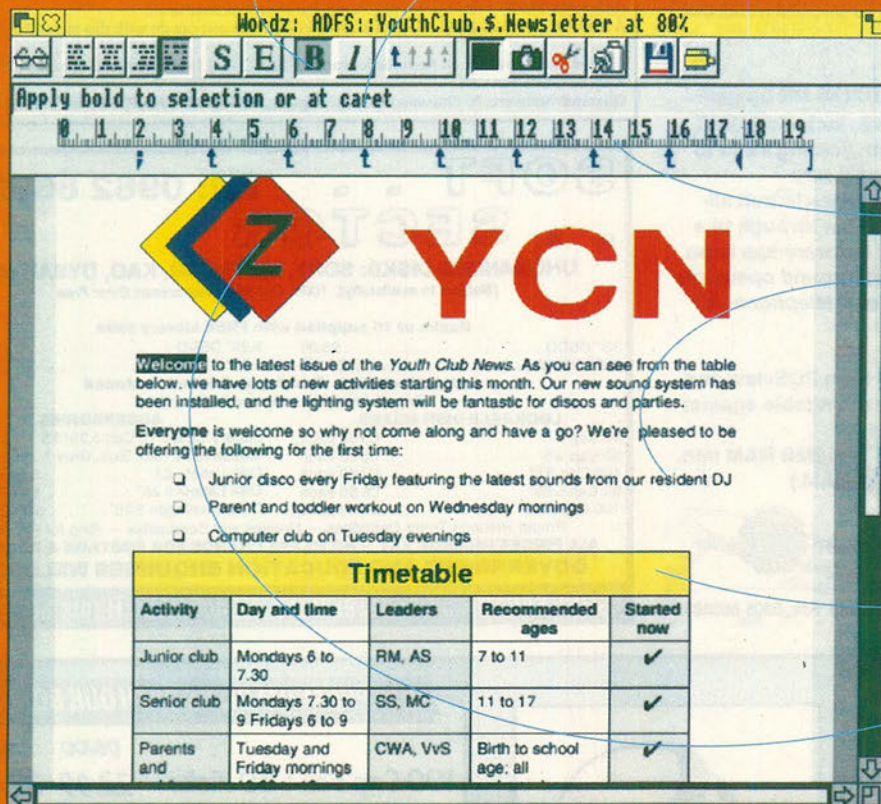 Wordz: ADFS::YouthClub.$.Newsletter at 80%
S E B I
Apply bold to selection or at caret
0 1 2 3 4 5 6 7 8 9 10 11 12 13 14 15 16 17 18 19
Z YCN
Welcome to the latest issue of the Youth Club News. As you can see from the table
below, we have lots of new activities starting this month. Our new sound system has
been installed, and the lighting system will be fantastic for discos and parties.
Everyone is welcome so why not come along and have a go? We're pleased to be
offering the following for the first time:
❑ Junior disco every Friday featuring the latest sounds from our resident DJ
❑ Parent and toddler workout on Wednesday mornings
❑ Computer club on Tuesday evenings
Timetable
Activity Day and time Leaders Recommended ages Started now
Junior club Mondays 6 to 7.30 RM, AS 7 to 11 ✔
Senior club Mondays 7.30 to 9 Fridays 6 to 9 SS, MC 11 to 17 ✔
Parents and Tuesday and Friday mornings CWA, VvS Birth to school age; all ✔